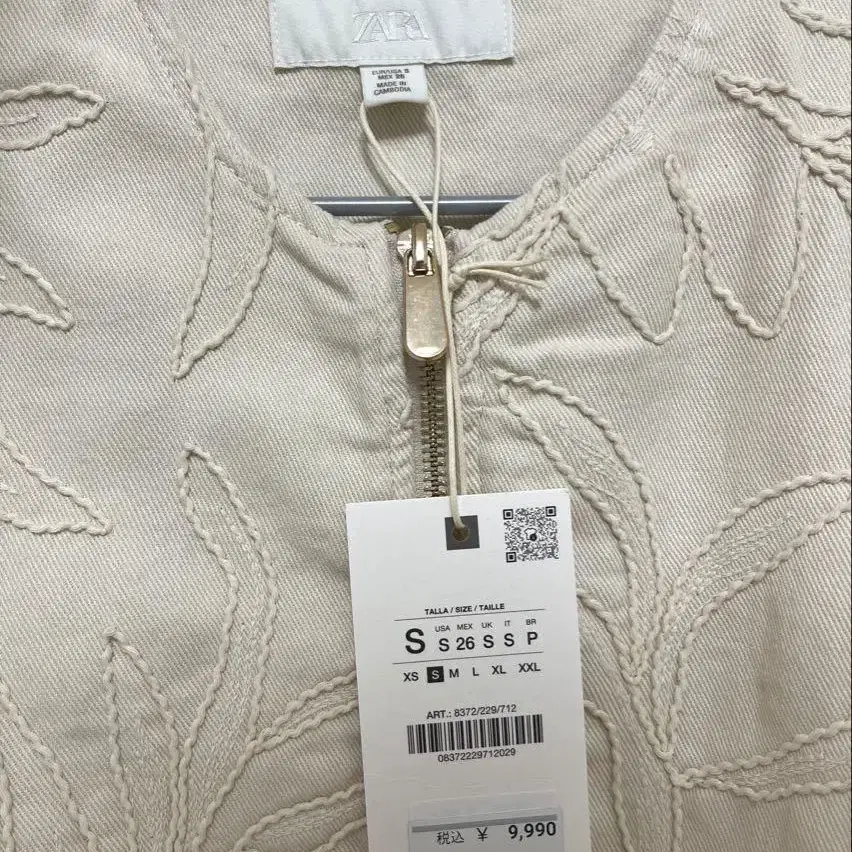 ZARA
EUR/USA S
MEX 26
MADE IN
CAMBODIA
TALLA / SIZE / TAILLE
USA MEX UK IT BR
S S 26 S S P
XS S M L XL XXL
ART.: 8372/229/712
08372229712029
税込 ¥ 9,990